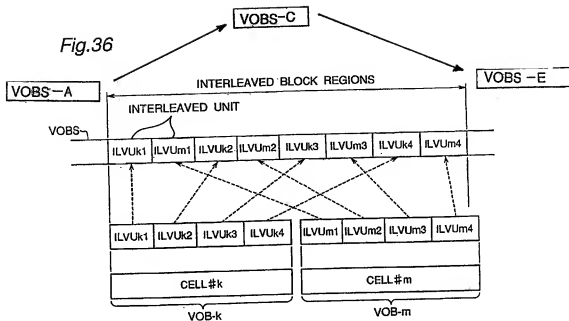 Fig.36
VOBS-C
VOBS-A
INTERLEAVED BLOCK REGIONS
VOBS-E
INTERLEAVED UNIT
VOBS
ILVUk1 ILVUm1 ILVUk2 ILVUm2 ILVUk3 ILVUm3 ILVUk4 ILVUm4
ILVUk1 ILVUk2 ILVUk3 ILVUk4 ILVUm1 ILVUm2 ILVUm3 ILVUm4
CELL#k CELL#m
VOB-k VOB-m